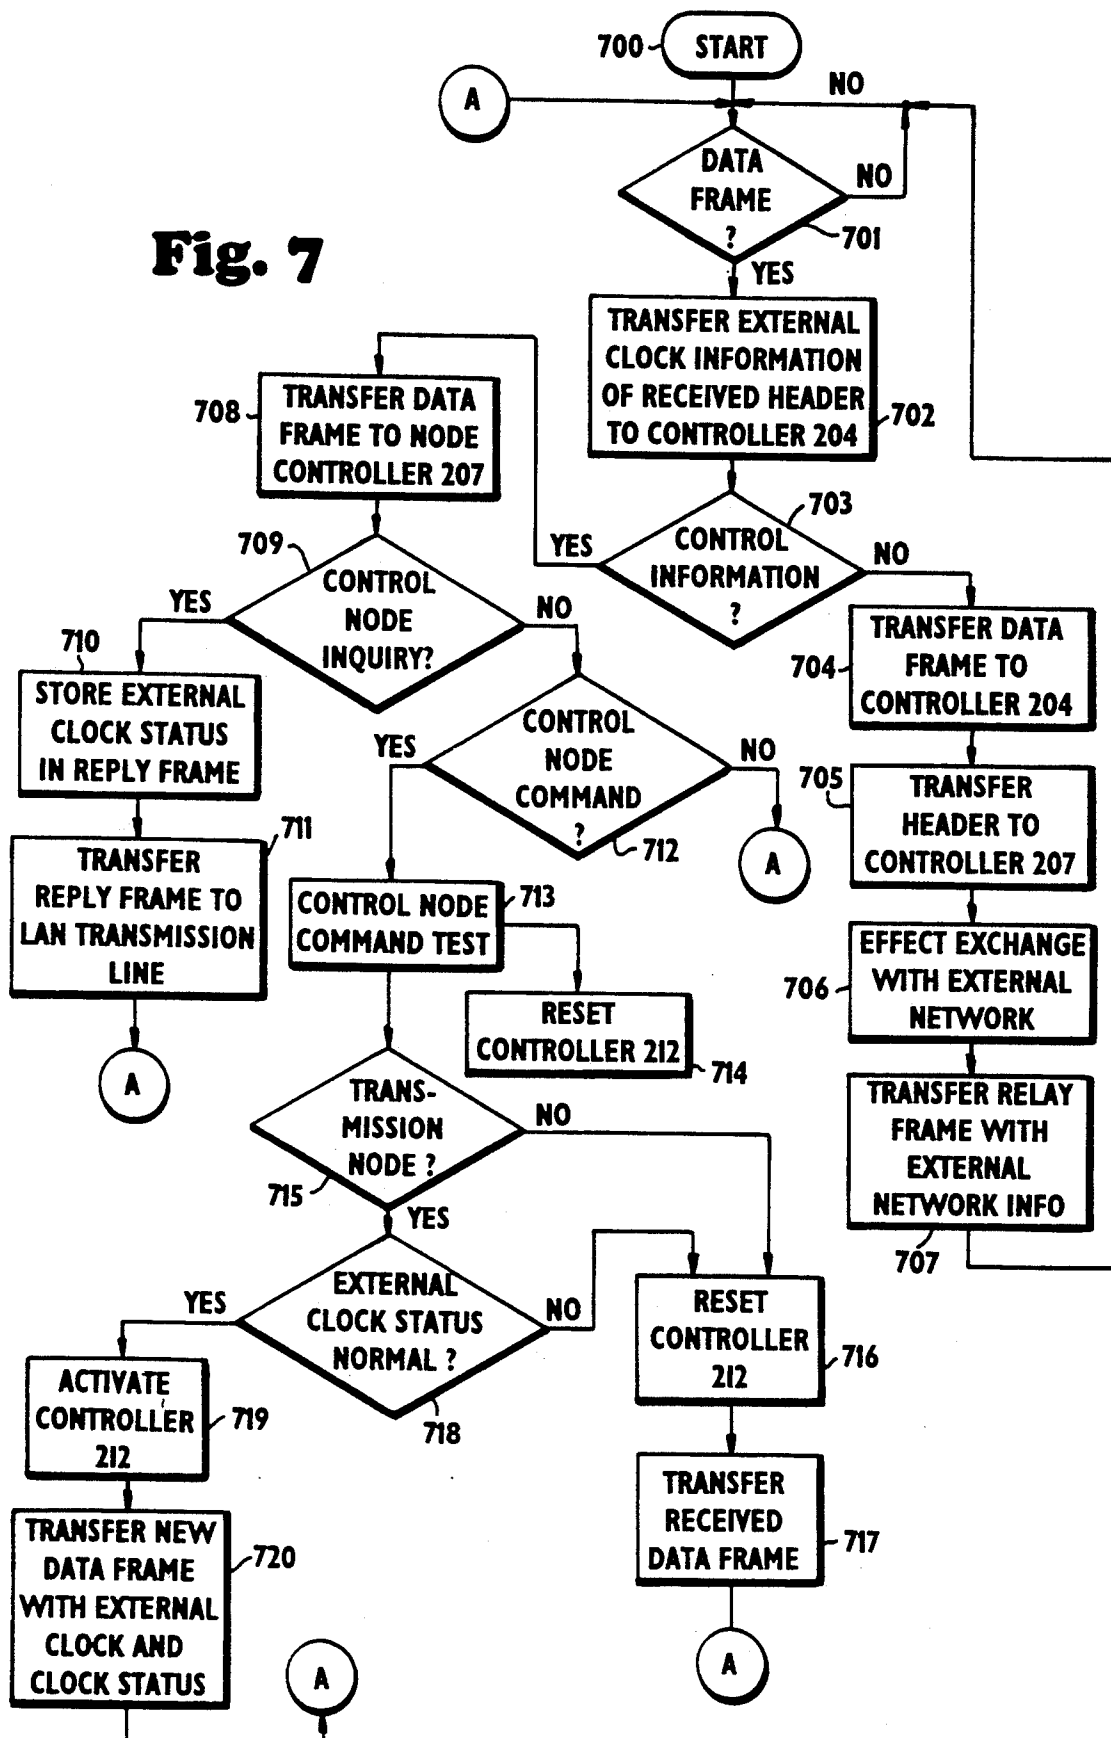 700
START
A
NO
DATA
FRAME
?
NO
701
YES
Fig. 7
TRANSFER EXTERNAL
CLOCK INFORMATION
OF RECEIVED HEADER
TO CONTROLLER 204
702
708
TRANSFER DATA
FRAME TO NODE
CONTROLLER 207
703
CONTROL
INFORMATION
?
YES
NO
709
CONTROL
NODE
INQUIRY?
YES
NO
704
TRANSFER DATA
FRAME TO
CONTROLLER 204
710
STORE EXTERNAL
CLOCK STATUS
IN REPLY FRAME
CONTROL
NODE
COMMAND
?
YES
NO
712
A
705
TRANSFER
HEADER TO
CONTROLLER 207
711
TRANSFER
REPLY FRAME TO
LAN TRANSMISSION
LINE
A
CONTROL NODE
COMMAND TEST
713
RESET
CONTROLLER 212
714
706
EFFECT EXCHANGE
WITH EXTERNAL
NETWORK
TRANSFER RELAY
FRAME WITH
EXTERNAL
NETWORK INFO
707
TRANS-
MISSION
NODE ?
NO
715
YES
EXTERNAL
CLOCK STATUS
NORMAL ?
YES
NO
718
RESET
CONTROLLER
212
716
ACTIVATE
CONTROLLER
212
719
TRANSFER
RECEIVED
DATA FRAME
717
TRANSFER NEW
DATA FRAME
WITH EXTERNAL
CLOCK AND
CLOCK STATUS
720
A
A